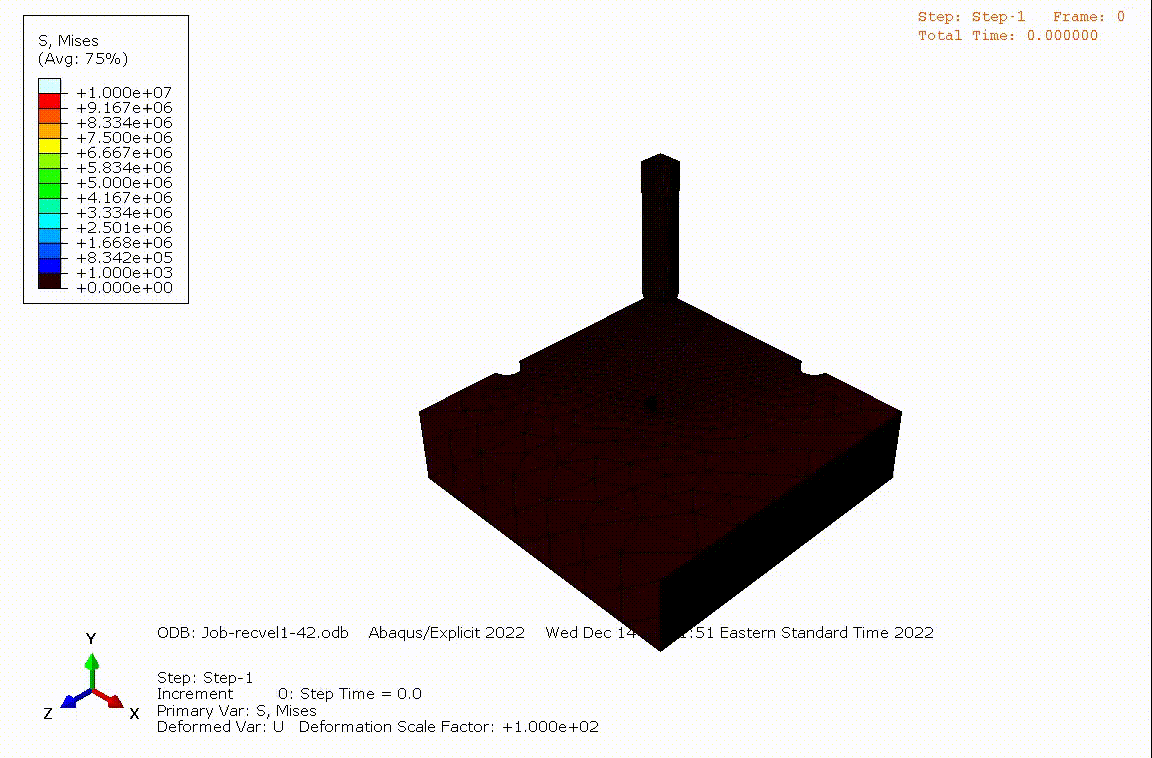 S, Mises
(Avg: 75%)
+1.000e+07
+9.167e+06
+8.334e+06
+7.500e+06
+6.667e+06
+5.834e+06
+5.000e+06
+4.167e+06
+3.334e+06
+2.501e+06
+1.668e+06
+8.342e+05
+1.000e+03
+0.000e+00
Step: Step-1 Frame: 0
Total Time: 0.000000
ODB: Job-recvel1-42.odb Abaqus/Explicit 2022 Wed Dec 14 :51 Eastern Standard Time 2022
Y
Z
X
Step: Step-1
Increment 0: Step Time = 0.0
Primary Var: S, Mises
Deformed Var: U Deformation Scale Factor: +1.000e+02